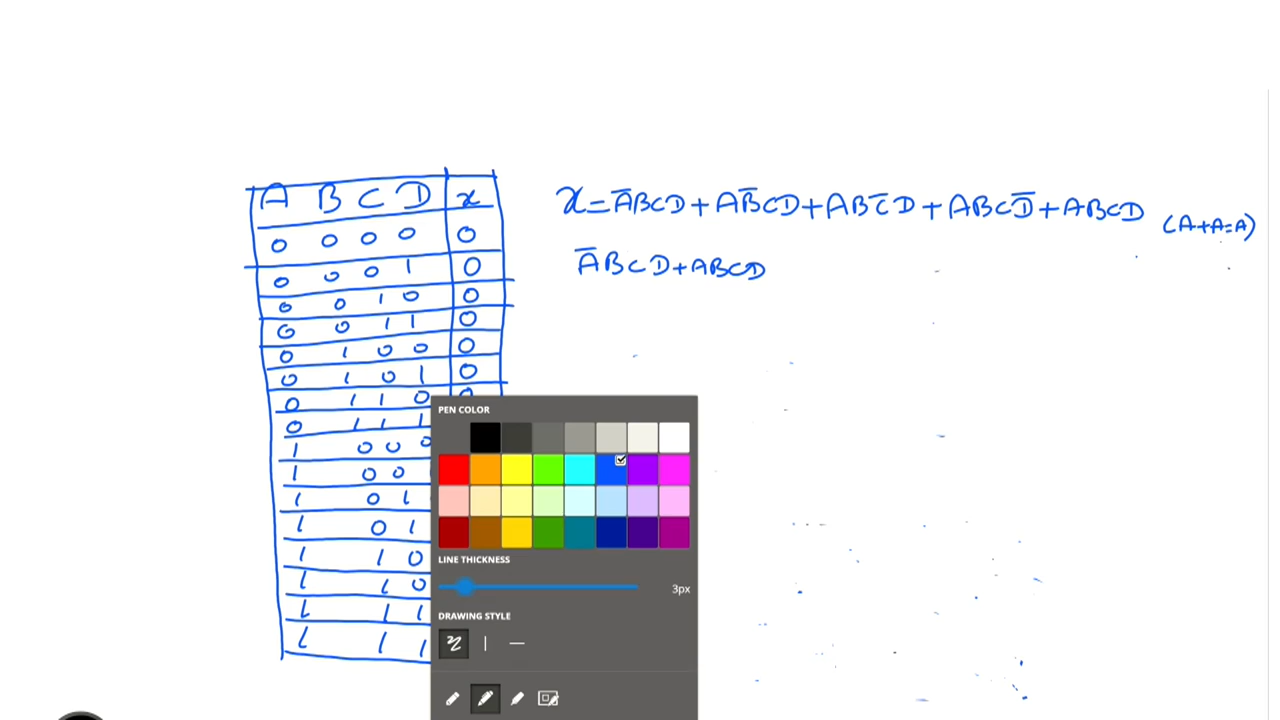 A B C D x
0 0 0 0 0
0 0 0 1 0
0 0 1 0 0
0 0 1 1 0
0 1 0 0 0
0 1 0 1 0
0 1 1 0
0 1 1 1
1 0 0 0
1 0 0
1 0 1
1 0 1
1 1 0
1 1 0
1 1 1
1 1 1
x=A̅BCD+AB̅CD+ABC̅D+ABCD̅+ABCD (A+A=A)
A̅BCD+ABCD
PEN COLOR
LINE THICKNESS
3px
DRAWING STYLE